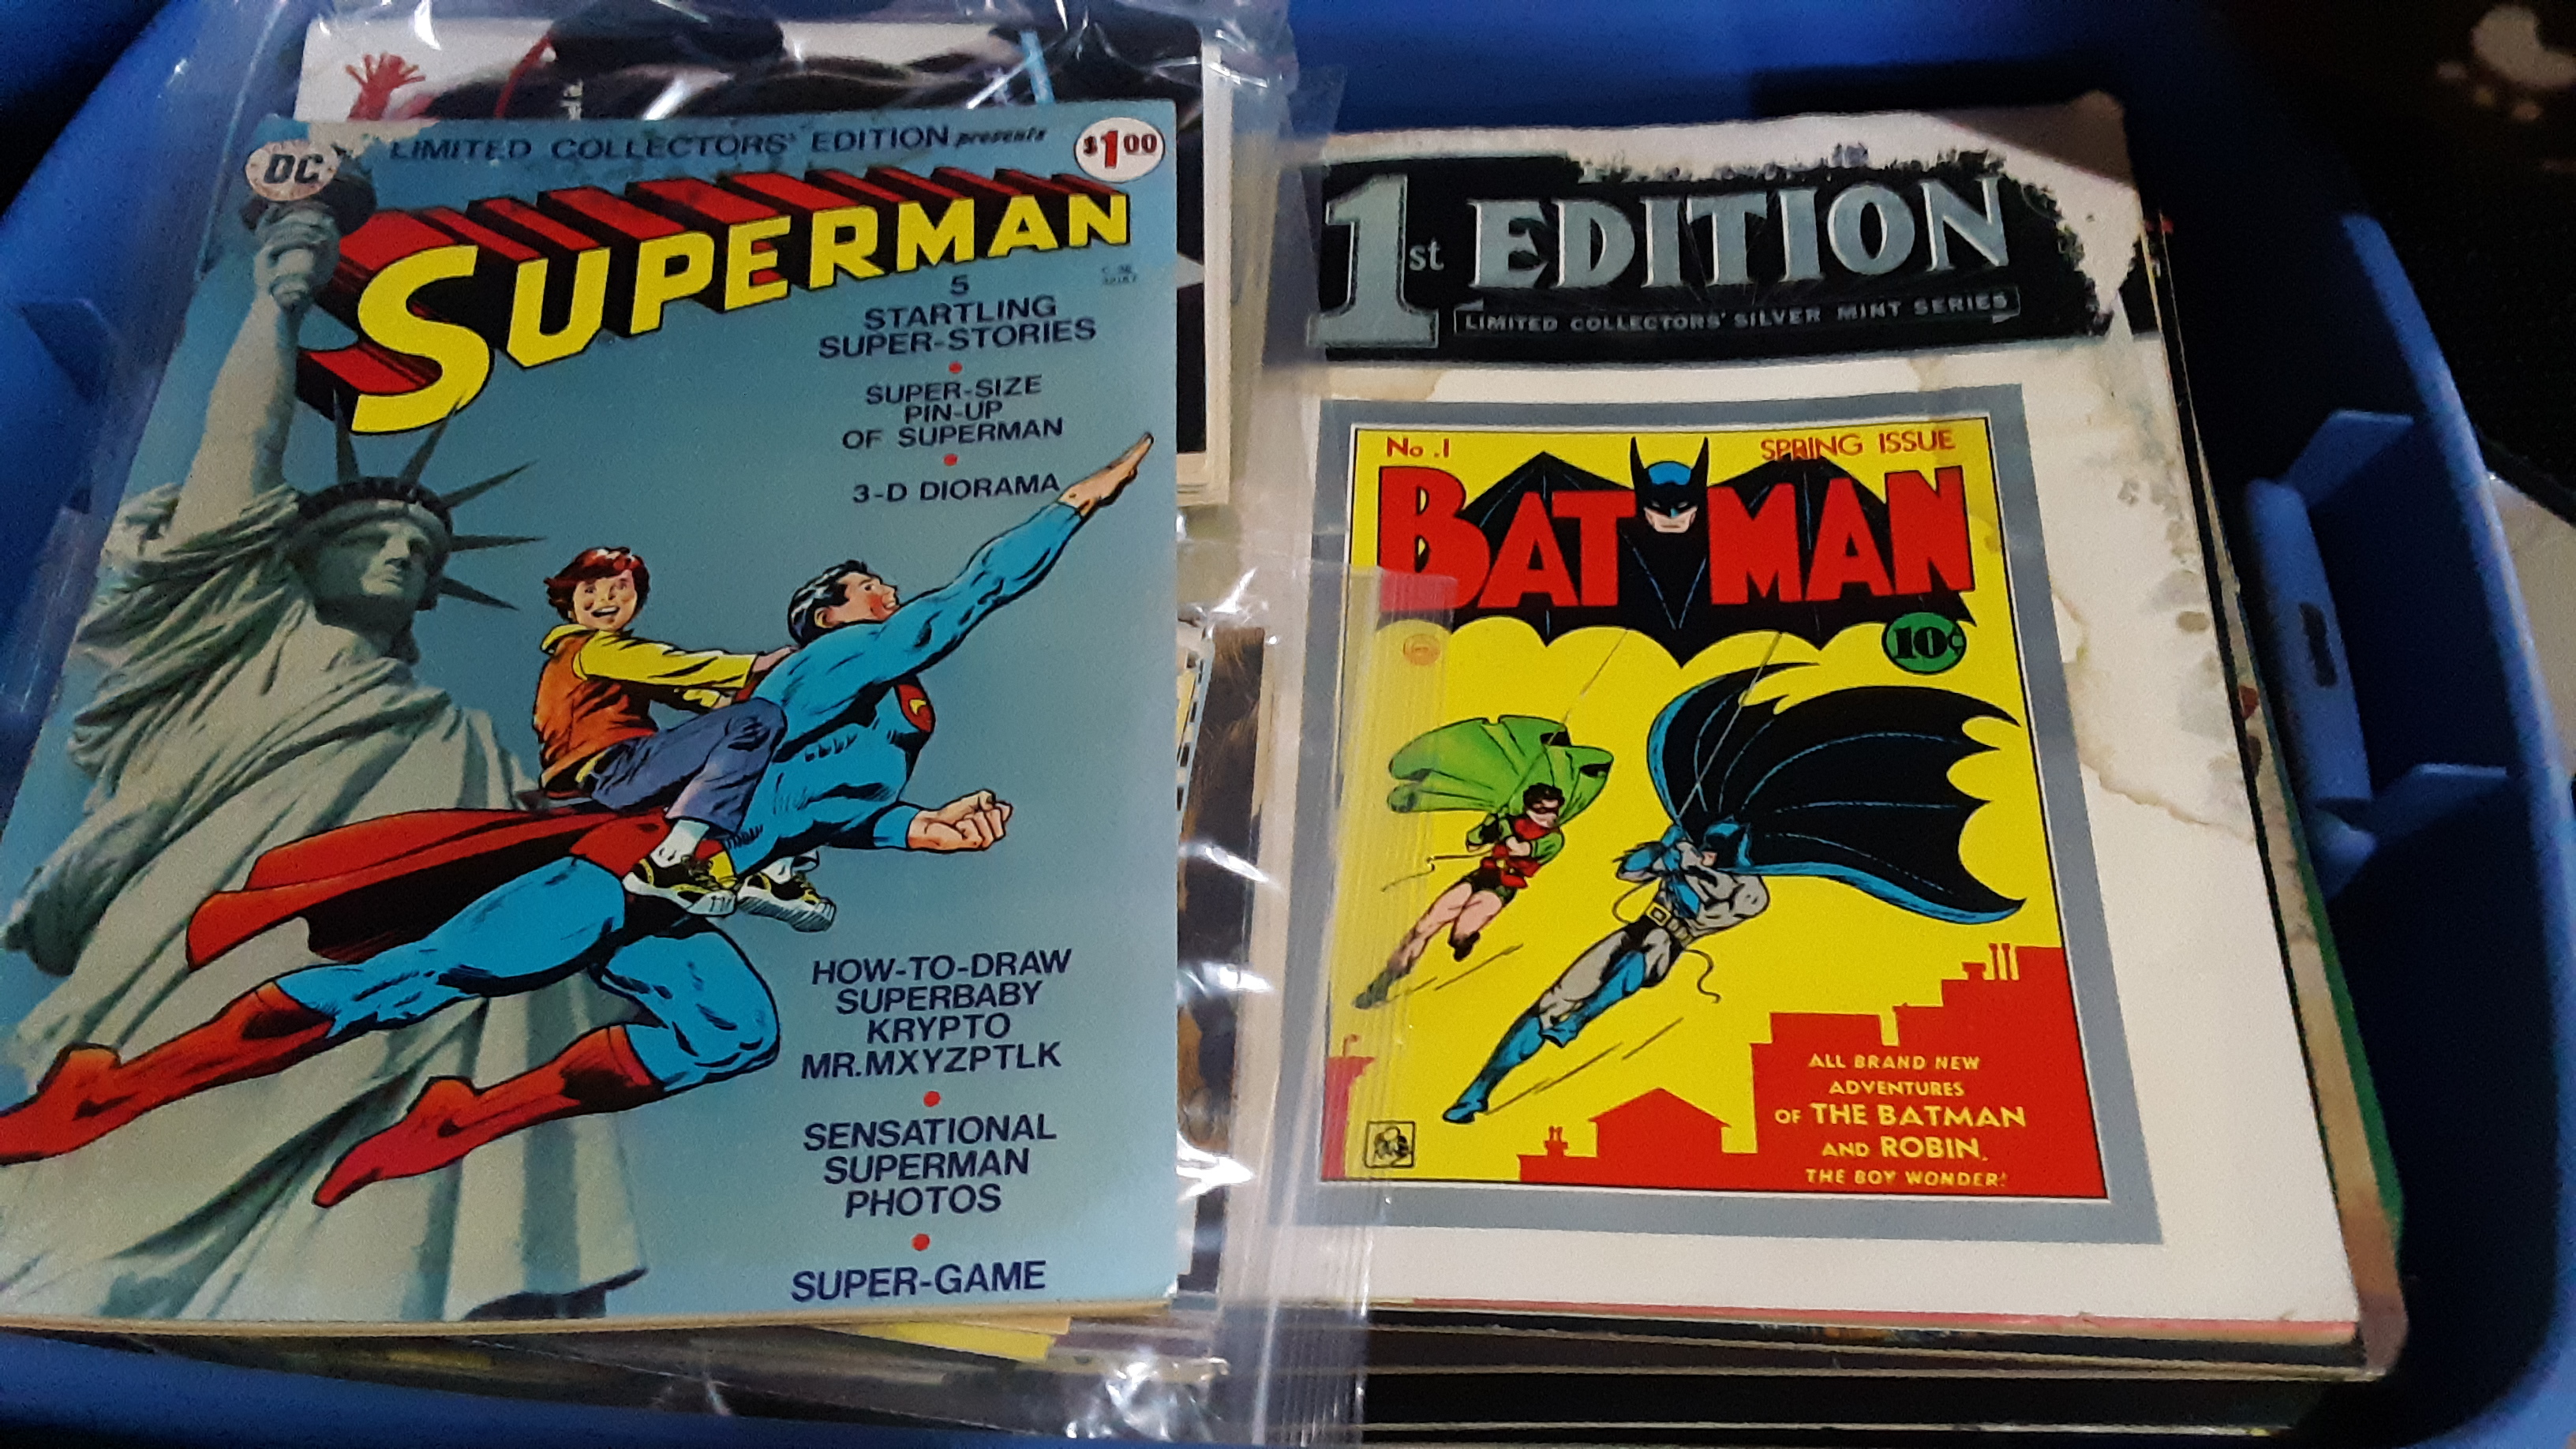 DC
LIMITED COLLECTORS' EDITION presents
$1.00
SUPERMAN
5
STARTLING
SUPER-STORIES
SUPER-SIZE
PIN-UP
OF SUPERMAN
3-D DIORAMA
HOW-TO-DRAW
SUPERBABY
KRYPTO
MR.MXYZPTLK
SENSATIONAL
SUPERMAN
PHOTOS
SUPER-GAME
1st EDITION
LIMITED COLLECTORS' SILVER MINT SERIES
No.1 SPRING ISSUE
BATMAN
10¢
ALL BRAND NEW
ADVENTURES
OF THE BATMAN
AND ROBIN,
THE BOY WONDER!